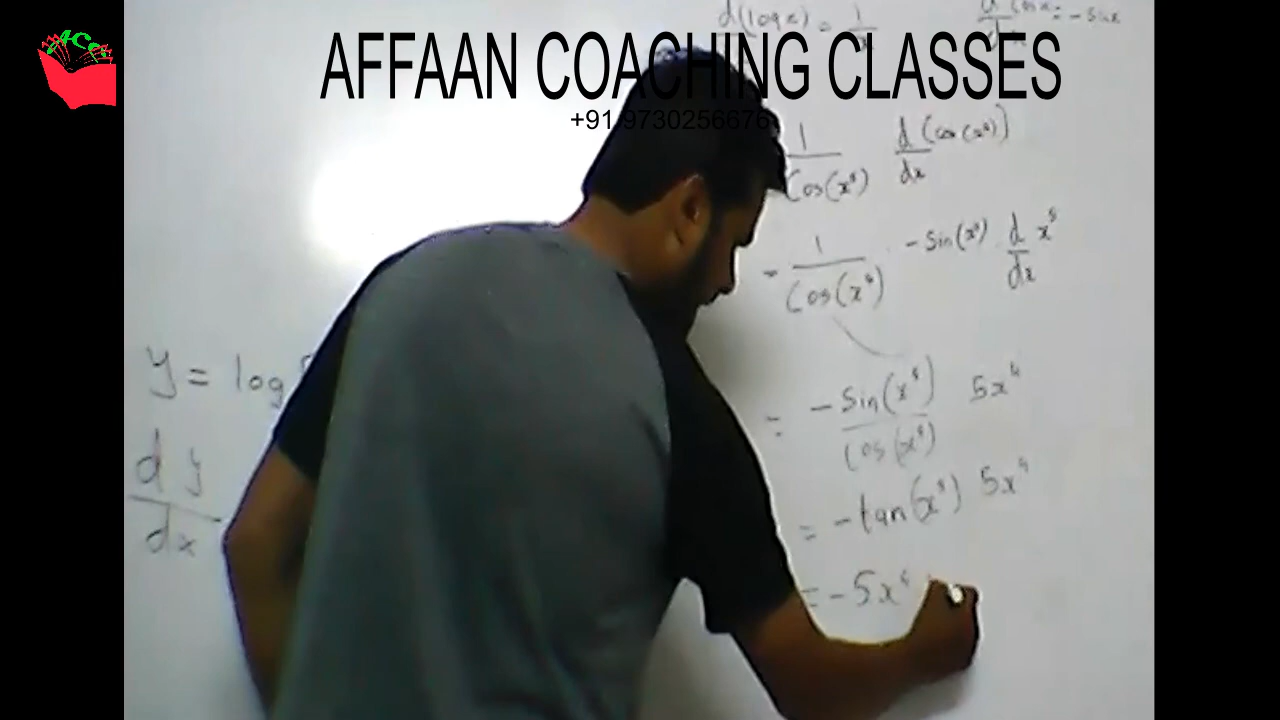 d(log x) = 1/x
d/dx cos x = -sin x
ACC
AFFAAN COACHING CLASSES
+91 9730256676
1/cos(x⁵) d/dx (cos(x⁵))
= 1/cos(x⁵) · -sin(x⁵) · d/dx x⁵
y = log
= -sin(x⁵)/cos(x⁵) 5x⁴
dy/dx
= -tan(x⁵) 5x⁴
= -5x⁴